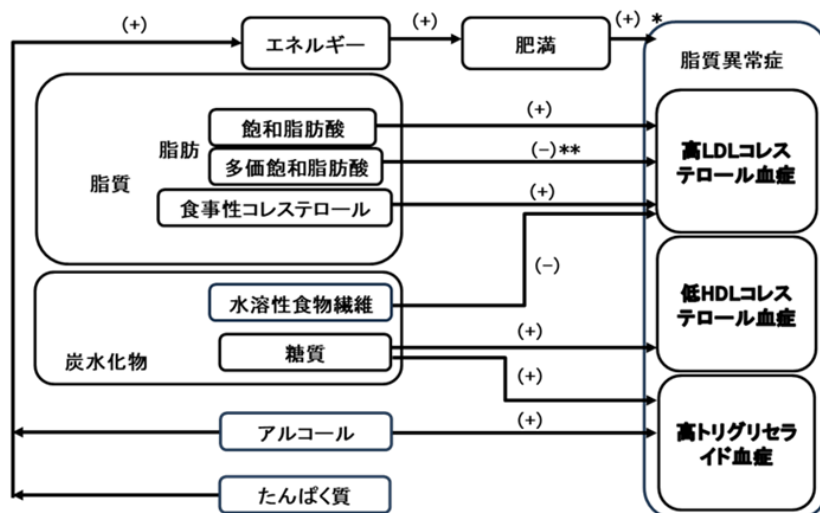 (+)
エネルギー
(+)
肥満
(+) *
脂質異常症
飽和脂肪酸
(+)
脂肪
多価飽和脂肪酸
(−)**
高LDLコレス
テロール血症
脂質
食事性コレステロール
(+)
(−)
水溶性食物繊維
低HDLコレス
テロール血症
糖質
(+)
炭水化物
(+)
アルコール
(+)
高トリグリセラ
イド血症
たんぱく質